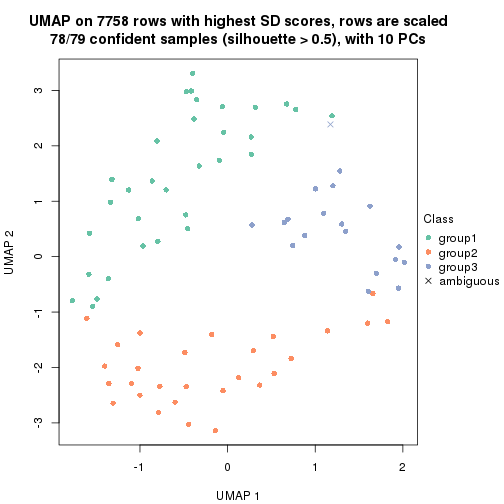 UMAP on 7758 rows with highest SD scores, rows are scaled
78/79 confident samples (silhouette > 0.5), with 10 PCs
3
2
1
0
-1
-2
-3
UMAP 2
-1
0
1
2
UMAP 1
Class
group1
group2
group3
ambiguous